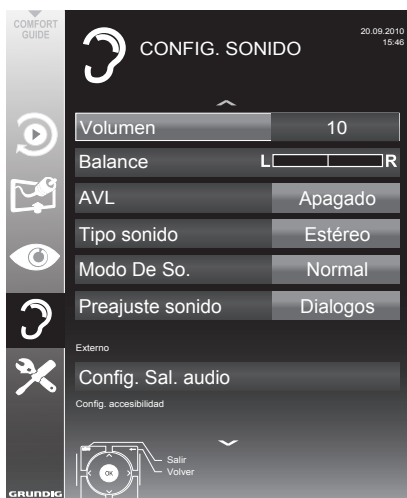 COMFORT
GUIDE
CONFIG. SONIDO
20.09.2010
15:46
Volumen 10
Balance L R
AVL Apagado
Tipo sonido Estéreo
Modo De So. Normal
Preajuste sonido Dialogos
Externo
Config. Sal. audio
Config. accesibilidad
Salir
Volver
OK
GRUNDIG